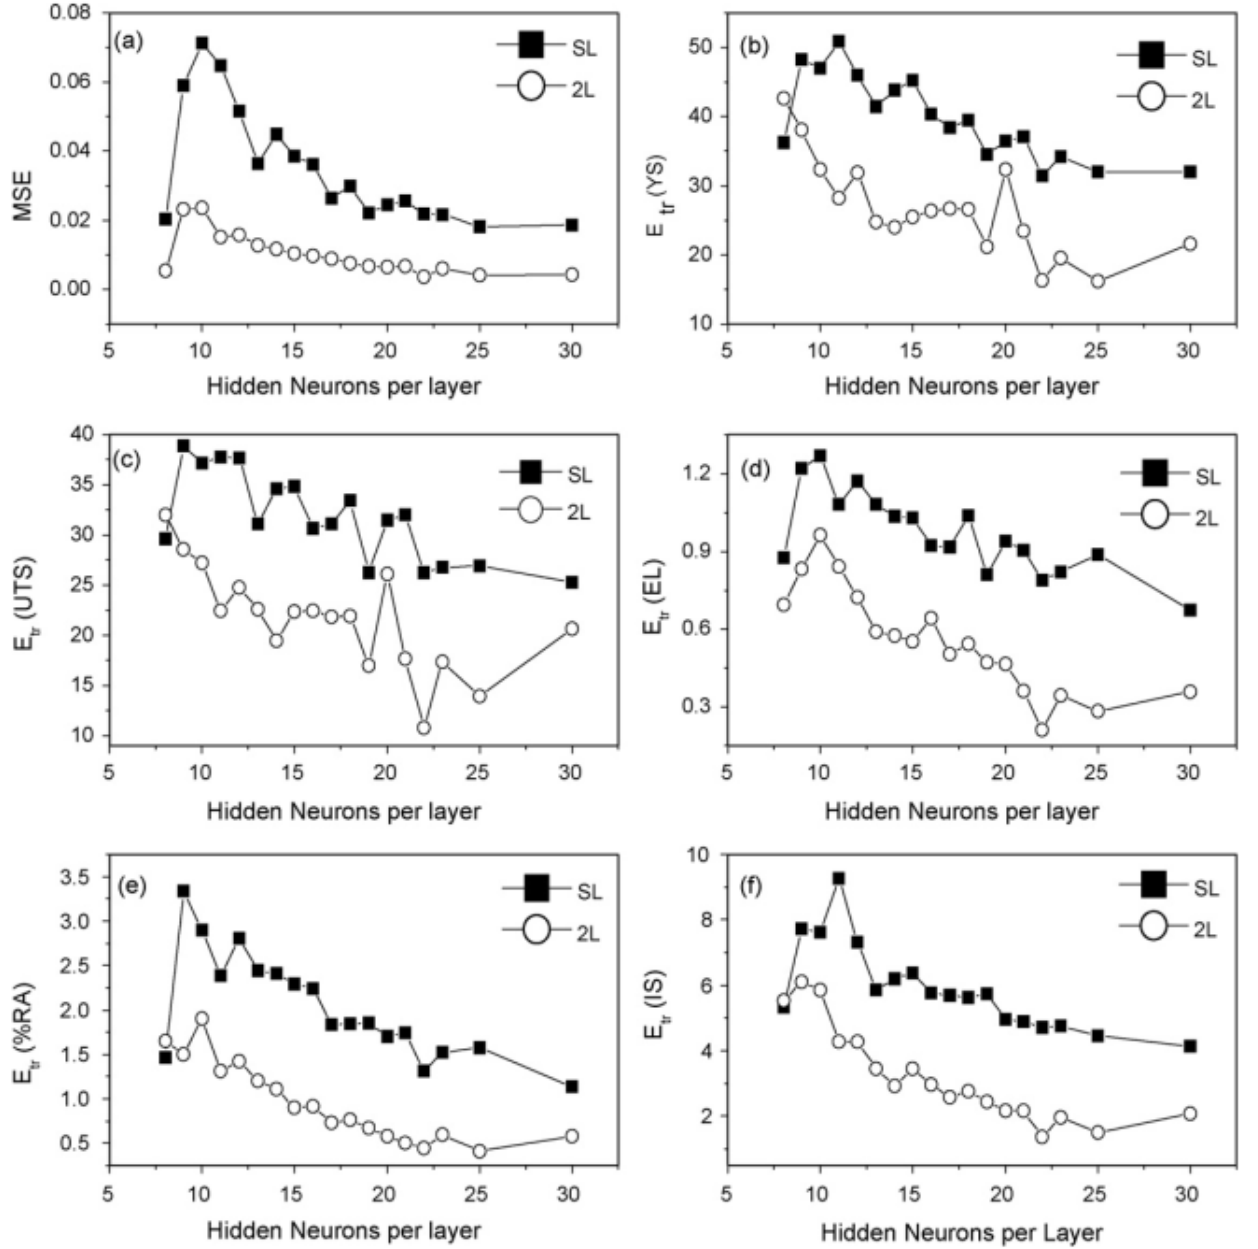 (a)
SL
2L
MSE
0.08
0.06
0.04
0.02
0.00
5 10 15 20 25 30
Hidden Neurons per layer
(b)
SL
2L
E tr (YS)
50
40
30
20
10
5 10 15 20 25 30
Hidden Neurons per layer
(c)
SL
2L
Etr (UTS)
40
35
30
25
20
15
10
5 10 15 20 25 30
Hidden Neurons per layer
(d)
SL
2L
Etr (EL)
1.2
0.9
0.6
0.3
5 10 15 20 25 30
Hidden Neurons per layer
(e)
SL
2L
Etr (%RA)
3.5
3.0
2.5
2.0
1.5
1.0
0.5
5 10 15 20 25 30
Hidden Neurons per layer
(f)
SL
2L
Etr (IS)
10
8
6
4
2
5 10 15 20 25 30
Hidden Neurons per Layer